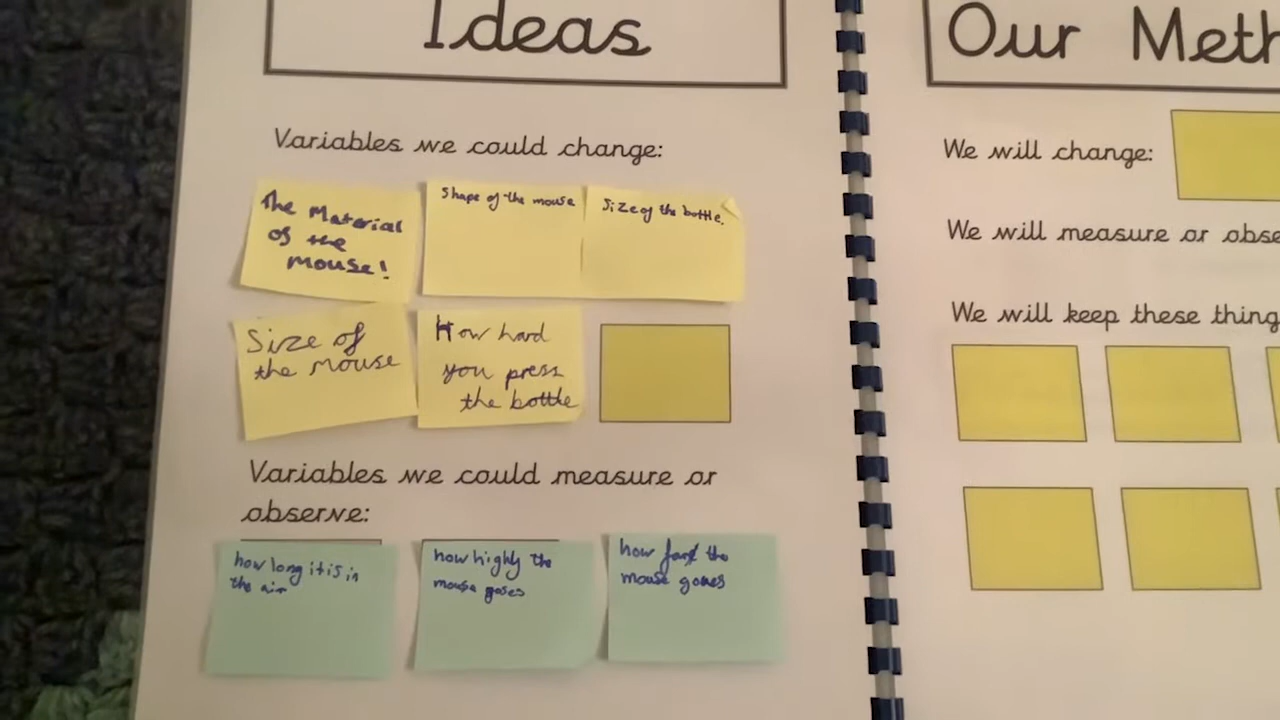 Ideas
Variables we could change:
The Material
of the
Mouse!
Shape of the mouse
Size of the bottle.
Size of
the mouse
How hard
you press
the bottle
Variables we could measure or
observe:
how long it is in
the air
how highly the
mouse goses
how far the
mouse goues
Our Meth
We will change:
We will measure or obse
We will keep these thing